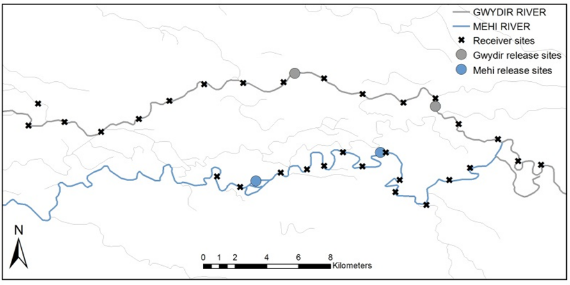 GWYDIR RIVER
MEHI RIVER
Receiver sites
Gwydir release sites
Mehi release sites
N
0 1 2 4 6 8
Kilometers